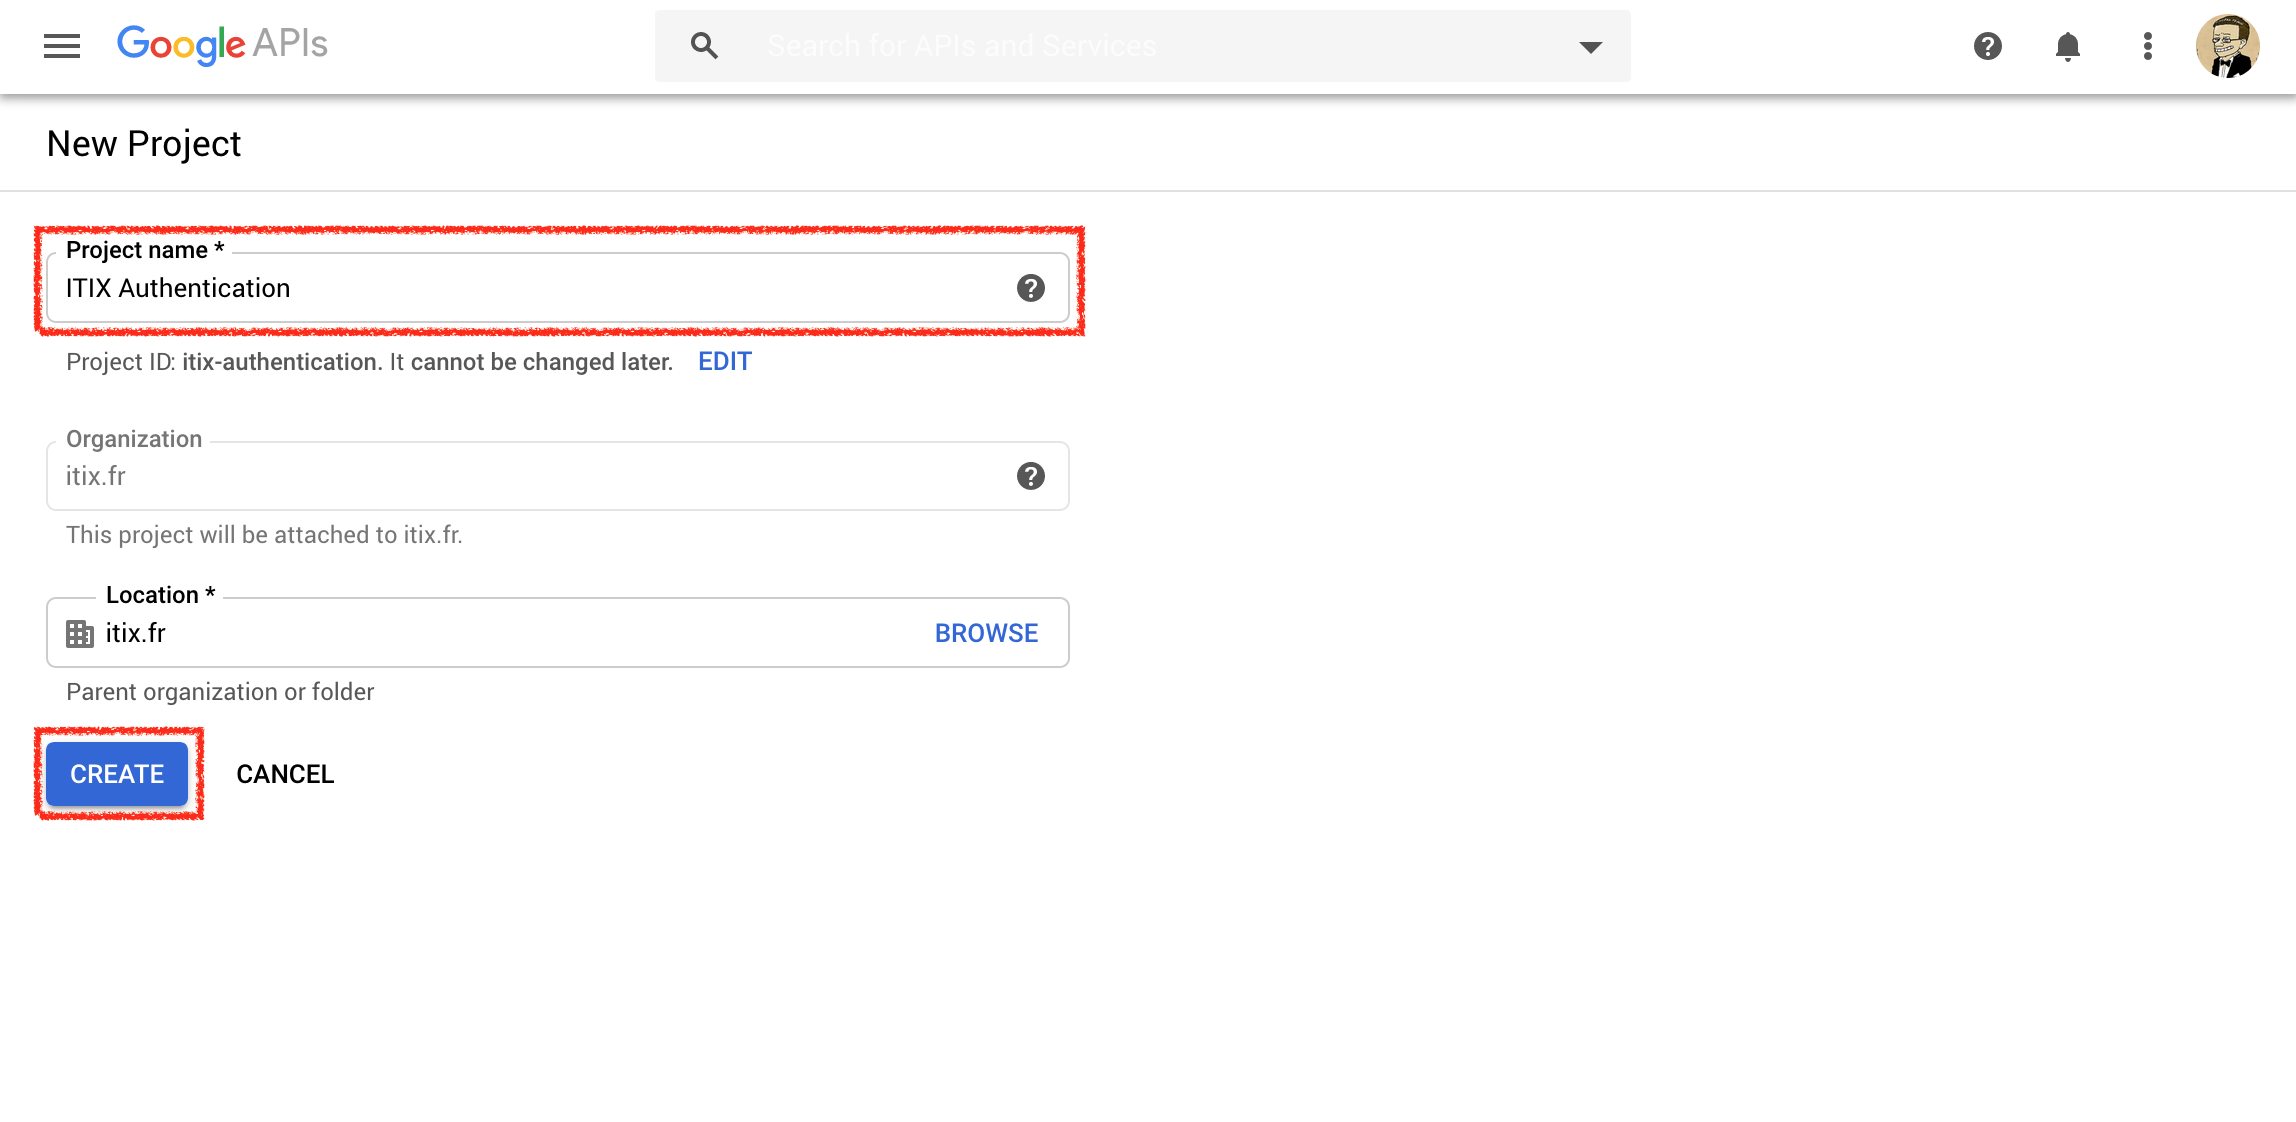 Google APIs
Search for APIs and Services
New Project
Project name *
ITIX Authentication
Project ID: itix-authentication. It cannot be changed later. EDIT
Organization
itix.fr
This project will be attached to itix.fr.
Location *
itix.fr BROWSE
Parent organization or folder
CREATE CANCEL